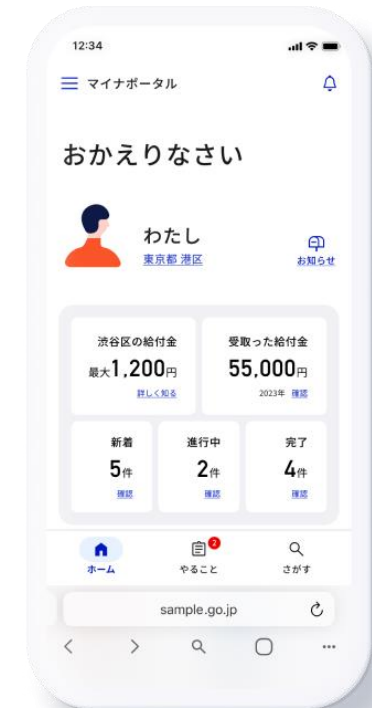 12:34
マイナポータル
おかえりなさい
わたし
東京都 港区
お知らせ
渋谷区の給付金
最大1,200円
詳しく知る
受取った給付金
55,000円
2023年 確認
新着
5件
確認
進行中
2件
確認
完了
4件
確認
ホーム
2
やること
さがす
sample.go.jp